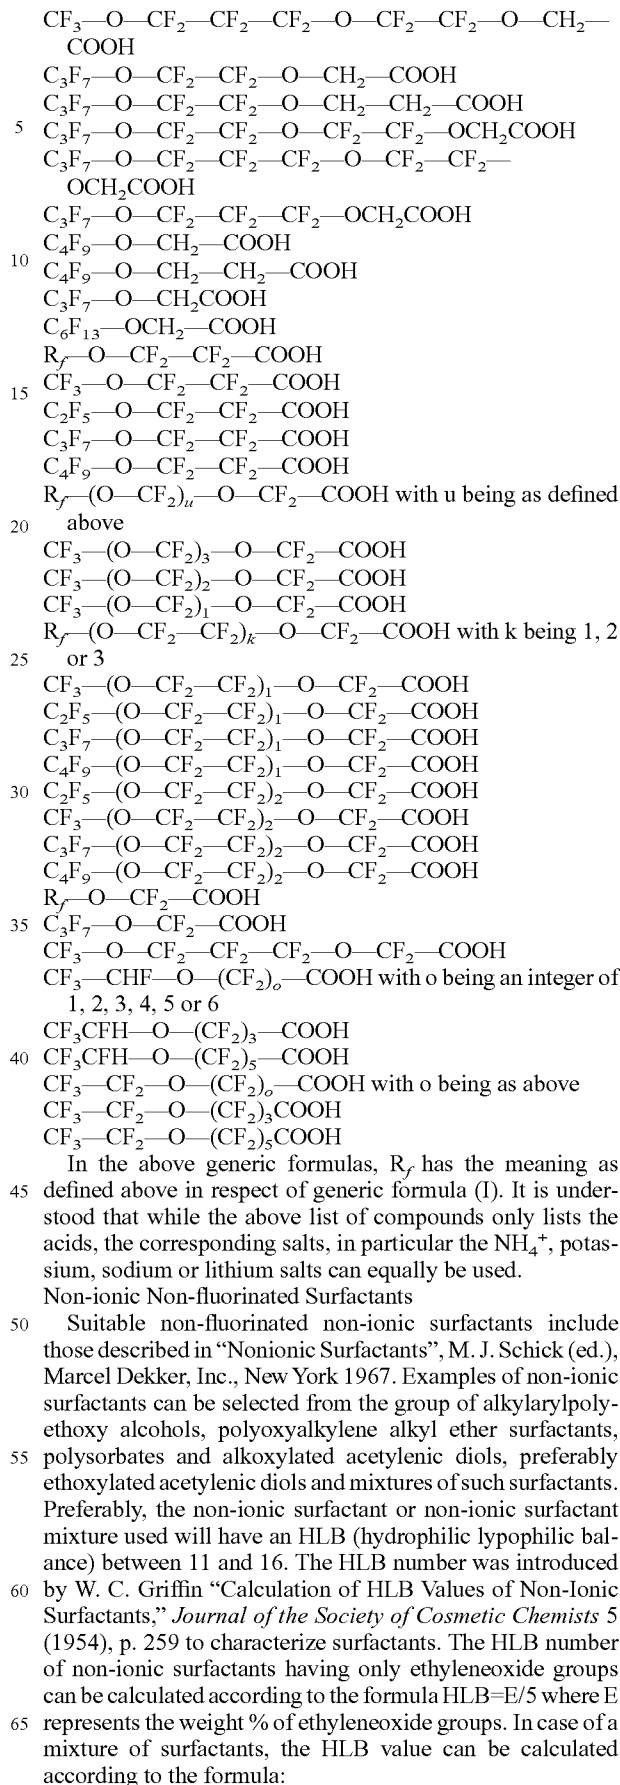 CF₃—O—CF₂—CF₂—CF₂—O—CF₂—CF₂—O—CH₂—
COOH
C₃F₇—O—CF₂—CF₂—O—CH₂—COOH
C₃F₇—O—CF₂—CF₂—O—CH₂—CH₂—COOH
5 C₃F₇—O—CF₂—CF₂—O—CF₂—CF₂—OCH₂COOH
C₃F₇—O—CF₂—CF₂—CF₂—O—CF₂—CF₂—
OCH₂COOH
C₃F₇—O—CF₂—CF₂—CF₂—OCH₂COOH
C₄F₉—O—CH₂—COOH
10 C₄F₉—O—CH₂—CH₂—COOH
C₃F₇—O—CH₂COOH
C₆F₁₃—OCH₂—COOH
R_f—O—CF₂—CF₂—COOH
15 CF₃—O—CF₂—CF₂—COOH
C₂F₅—O—CF₂—CF₂—COOH
C₃F₇—O—CF₂—CF₂—COOH
C₄F₉—O—CF₂—CF₂—COOH
R_f—(O—CF₂)_u—O—CF₂—COOH with u being as defined
20 above
CF₃—(O—CF₂)₃—O—CF₂—COOH
CF₃—(O—CF₂)₂—O—CF₂—COOH
CF₃—(O—CF₂)₁—O—CF₂—COOH
R_f—(O—CF₂—CF₂)_k—O—CF₂—COOH with k being 1, 2
25 or 3
CF₃—(O—CF₂—CF₂)₁—O—CF₂—COOH
C₂F₅—(O—CF₂—CF₂)₁—O—CF₂—COOH
C₃F₇—(O—CF₂—CF₂)₁—O—CF₂—COOH
C₄F₉—(O—CF₂—CF₂)₁—O—CF₂—COOH
30 C₂F₅—(O—CF₂—CF₂)₂—O—CF₂—COOH
CF₃—(O—CF₂—CF₂)₂—O—CF₂—COOH
C₃F₇—(O—CF₂—CF₂)₂—O—CF₂—COOH
C₄F₉—(O—CF₂—CF₂)₂—O—CF₂—COOH
R_f—O—CF₂—COOH
35 C₃F₇—O—CF₂—COOH
CF₃—O—CF₂—CF₂—CF₂—O—CF₂—COOH
CF₃—CHF—O—(CF₂)_o—COOH with o being an integer of
1, 2, 3, 4, 5 or 6
CF₃CFH—O—(CF₂)₃—COOH
40 CF₃CFH—O—(CF₂)₅—COOH
CF₃—CF₂—O—(CF₂)_o—COOH with o being as above
CF₃—CF₂—O—(CF₂)₃COOH
CF₃—CF₂—O—(CF₂)₅COOH
In the above generic formulas, R_f has the meaning as
45 defined above in respect of generic formula (I). It is under-
stood that while the above list of compounds only lists the
acids, the corresponding salts, in particular the NH₄⁺, potas-
sium, sodium or lithium salts can equally be used.
Non-ionic Non-fluorinated Surfactants
50 Suitable non-fluorinated non-ionic surfactants include
those described in “Nonionic Surfactants”, M. J. Schick (ed.),
Marcel Dekker, Inc., New York 1967. Examples of non-ionic
surfactants can be selected from the group of alkylarylpoly-
ethoxy alcohols, polyoxyalkylene alkyl ether surfactants,
55 polysorbates and alkoxylated acetylenic diols, preferably
ethoxylated acetylenic diols and mixtures of such surfactants.
Preferably, the non-ionic surfactant or non-ionic surfactant
mixture used will have an HLB (hydrophilic lypophilic bal-
ance) between 11 and 16. The HLB number was introduced
60 by W. C. Griffin “Calculation of HLB Values of Non-Ionic
Surfactants,” Journal of the Society of Cosmetic Chemists 5
(1954), p. 259 to characterize surfactants. The HLB number
of non-ionic surfactants having only ethyleneoxide groups
can be calculated according to the formula HLB=E/5 where E
65 represents the weight % of ethyleneoxide groups. In case of a
mixture of surfactants, the HLB value can be calculated
according to the formula: